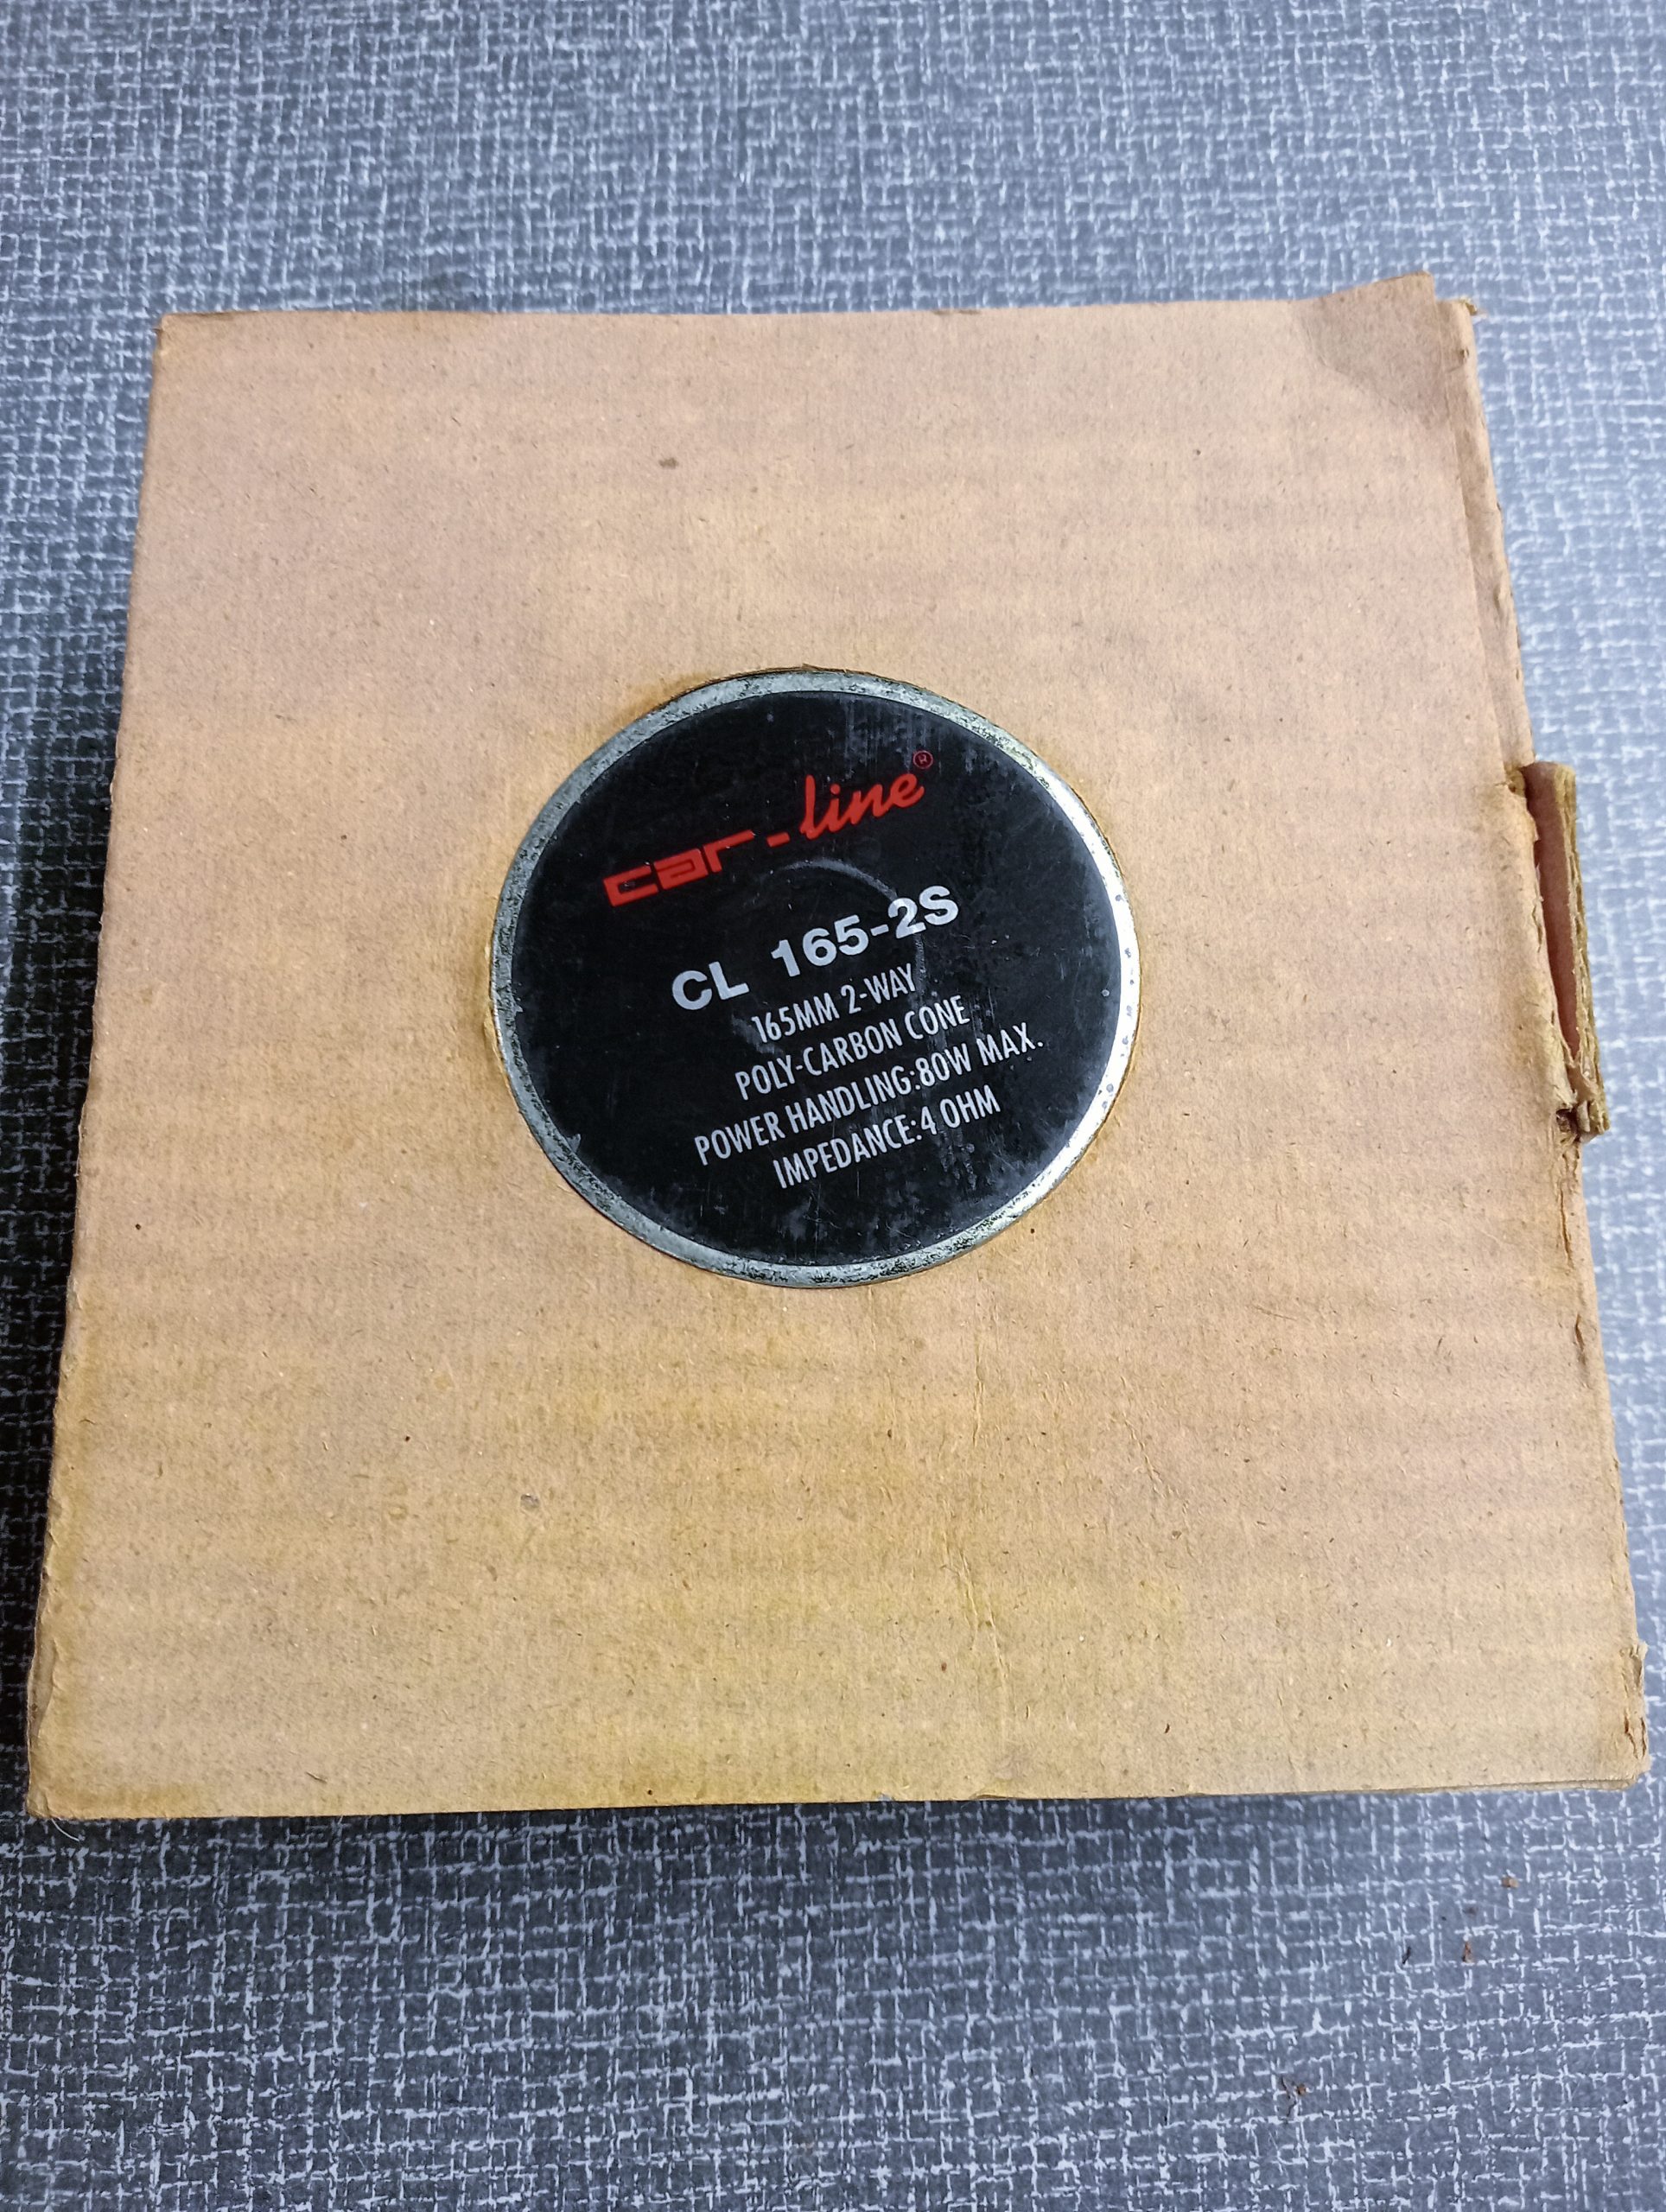 car-line®
CL 165-2S
165MM 2-WAY
POLY-CARBON CONE
POWER HANDLING:80W MAX.
IMPEDANCE:4 OHM